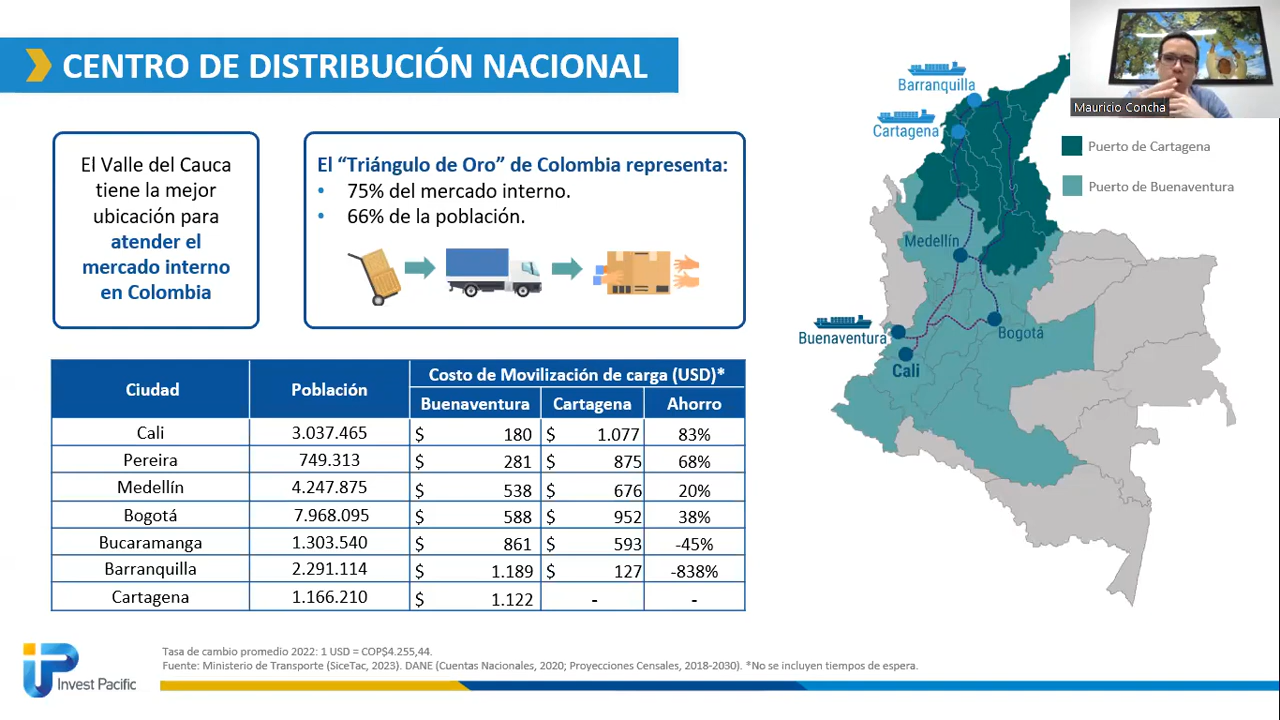 CENTRO DE DISTRIBUCIÓN NACIONAL
El Valle del Cauca
tiene la mejor
ubicación para
atender el
mercado interno
en Colombia
El “Triángulo de Oro” de Colombia representa:
• 75% del mercado interno.
• 66% de la población.
Ciudad Población Costo de Movilización de carga (USD)*
Buenaventura Cartagena Ahorro
Cali 3.037.465 $ 180 $ 1.077 83%
Pereira 749.313 $ 281 $ 875 68%
Medellín 4.247.875 $ 538 $ 676 20%
Bogotá 7.968.095 $ 588 $ 952 38%
Bucaramanga 1.303.540 $ 861 $ 593 -45%
Barranquilla 2.291.114 $ 1.189 $ 127 -838%
Cartagena 1.166.210 $ 1.122 - -
Barranquilla
Cartagena
Medellín
Buenaventura
Bogotá
Cali
Mauricio Concha
Puerto de Cartagena
Puerto de Buenaventura
Tasa de cambio promedio 2022: 1 USD = COP$4.255,44.
Fuente: Ministerio de Transporte (SiceTac, 2023). DANE (Cuentas Nacionales, 2020; Proyecciones Censales, 2018-2030). *No se incluyen tiempos de espera.
Invest Pacific